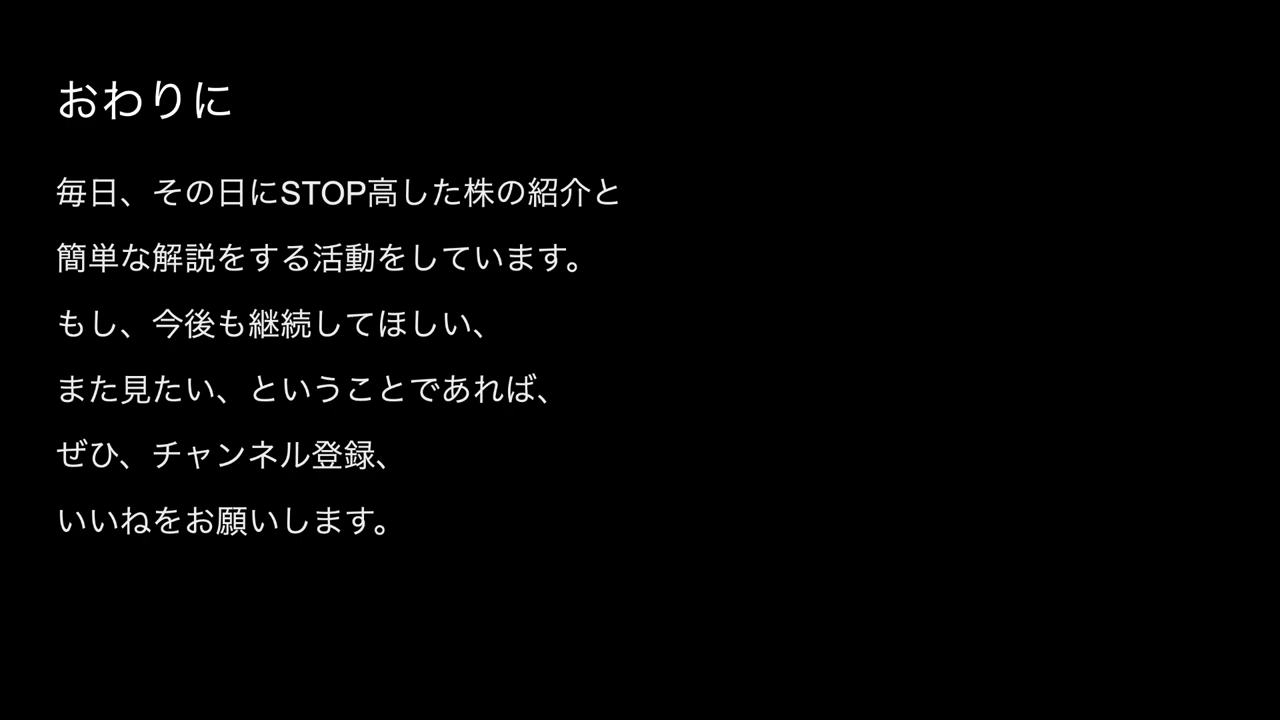 おわりに
毎日、その日にSTOP高した株の紹介と
簡単な解説をする活動をしています。
もし、今後も継続してほしい、
また見たい、ということであれば、
ぜひ、チャンネル登録、
いいねをお願いします。